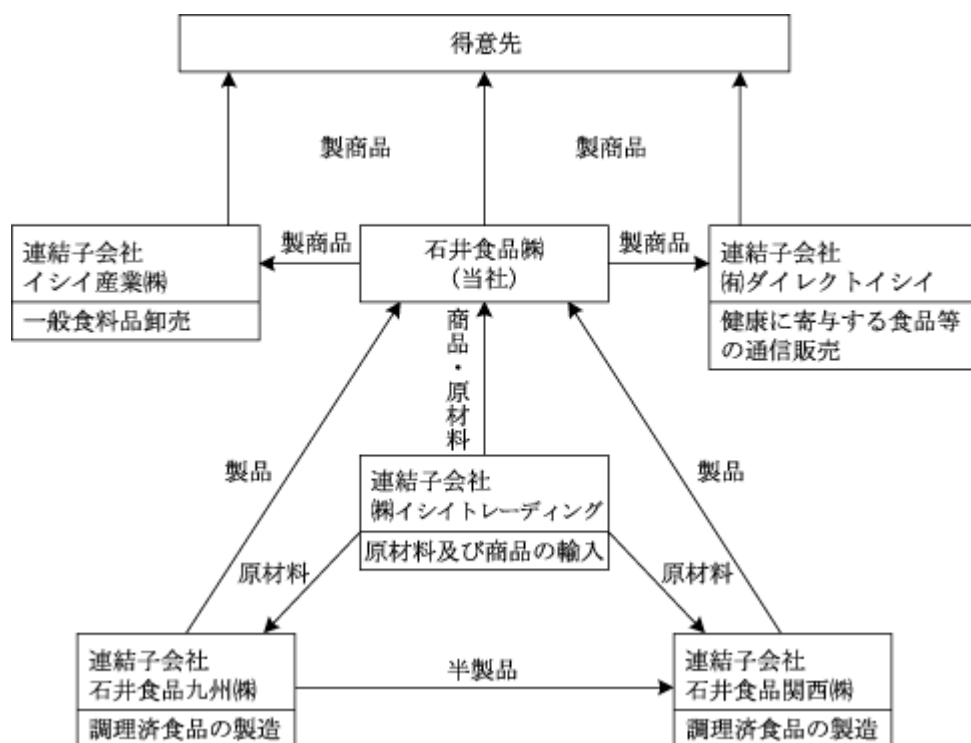 得意先
製商品
製商品
連結子会社
イシイ産業㈱
一般食料品卸売
製商品
石井食品㈱
(当社)
製商品
連結子会社
㈲ダイレクトイシイ
健康に寄与する食品等
の通信販売
商品・原材料
製品
製品
連結子会社
㈱イシイトレーディング
原材料及び商品の輸入
原材料
原材料
連結子会社
石井食品九州㈱
調理済食品の製造
半製品
連結子会社
石井食品関西㈱
調理済食品の製造